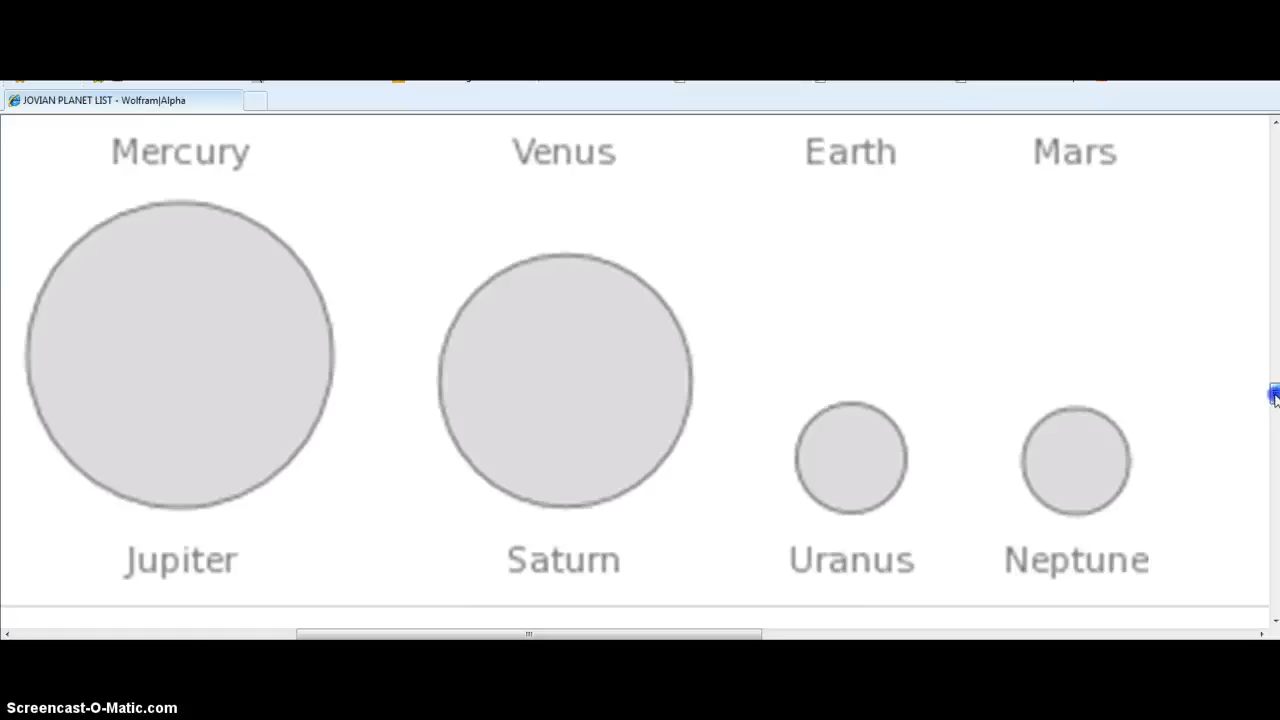 JOVIAN PLANET LIST - Wolfram|Alpha
Mercury Venus Earth Mars
Jupiter Saturn Uranus Neptune
Screencast-O-Matic.com